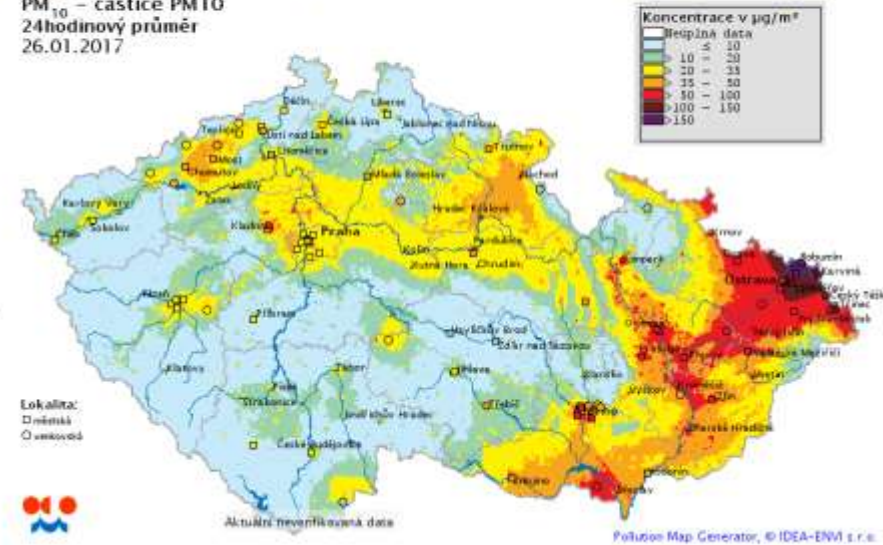 PM10 – částice PM10
24hodinový průměr
26.01.2017
Koncentrace v µg/m³
Neúplná data
≤ 10
> 10 – 20
> 20 – 35
> 35 – 50
> 50 – 100
>100 – 150
>150
Děčín
Liberec
Teplice
Ústí nad Labem
Česká Lípa
Jablonec nad Nisou
Most
Litoměřice
Trutnov
Chomutov
Mladá Boleslav
Náchod
Karlovy Vary
Hradec Králové
Cheb
Sokolov
Kladno
Praha
Kolín
Pardubice
Krnov
Kutná Hora
Chrudim
Šumperk
Ostrava
Bohumín
Karviná
Plzeň
Příbram
Havlíčkův Brod
Žďár nad Sázavou
Klatovy
Tábor
Jihlava
Vyškov
Vsetín
Písek
Strakonice
Třebíč
Brno
Zlín
Lokalita:
městská
venkovská
Jindřichův Hradec
Uherské Hradiště
České Budějovice
Znojmo
Hodonín
Břeclav
Aktuální neverifikovaná data
Pollution Map Generator, © IDEA-ENVI s.r.o.